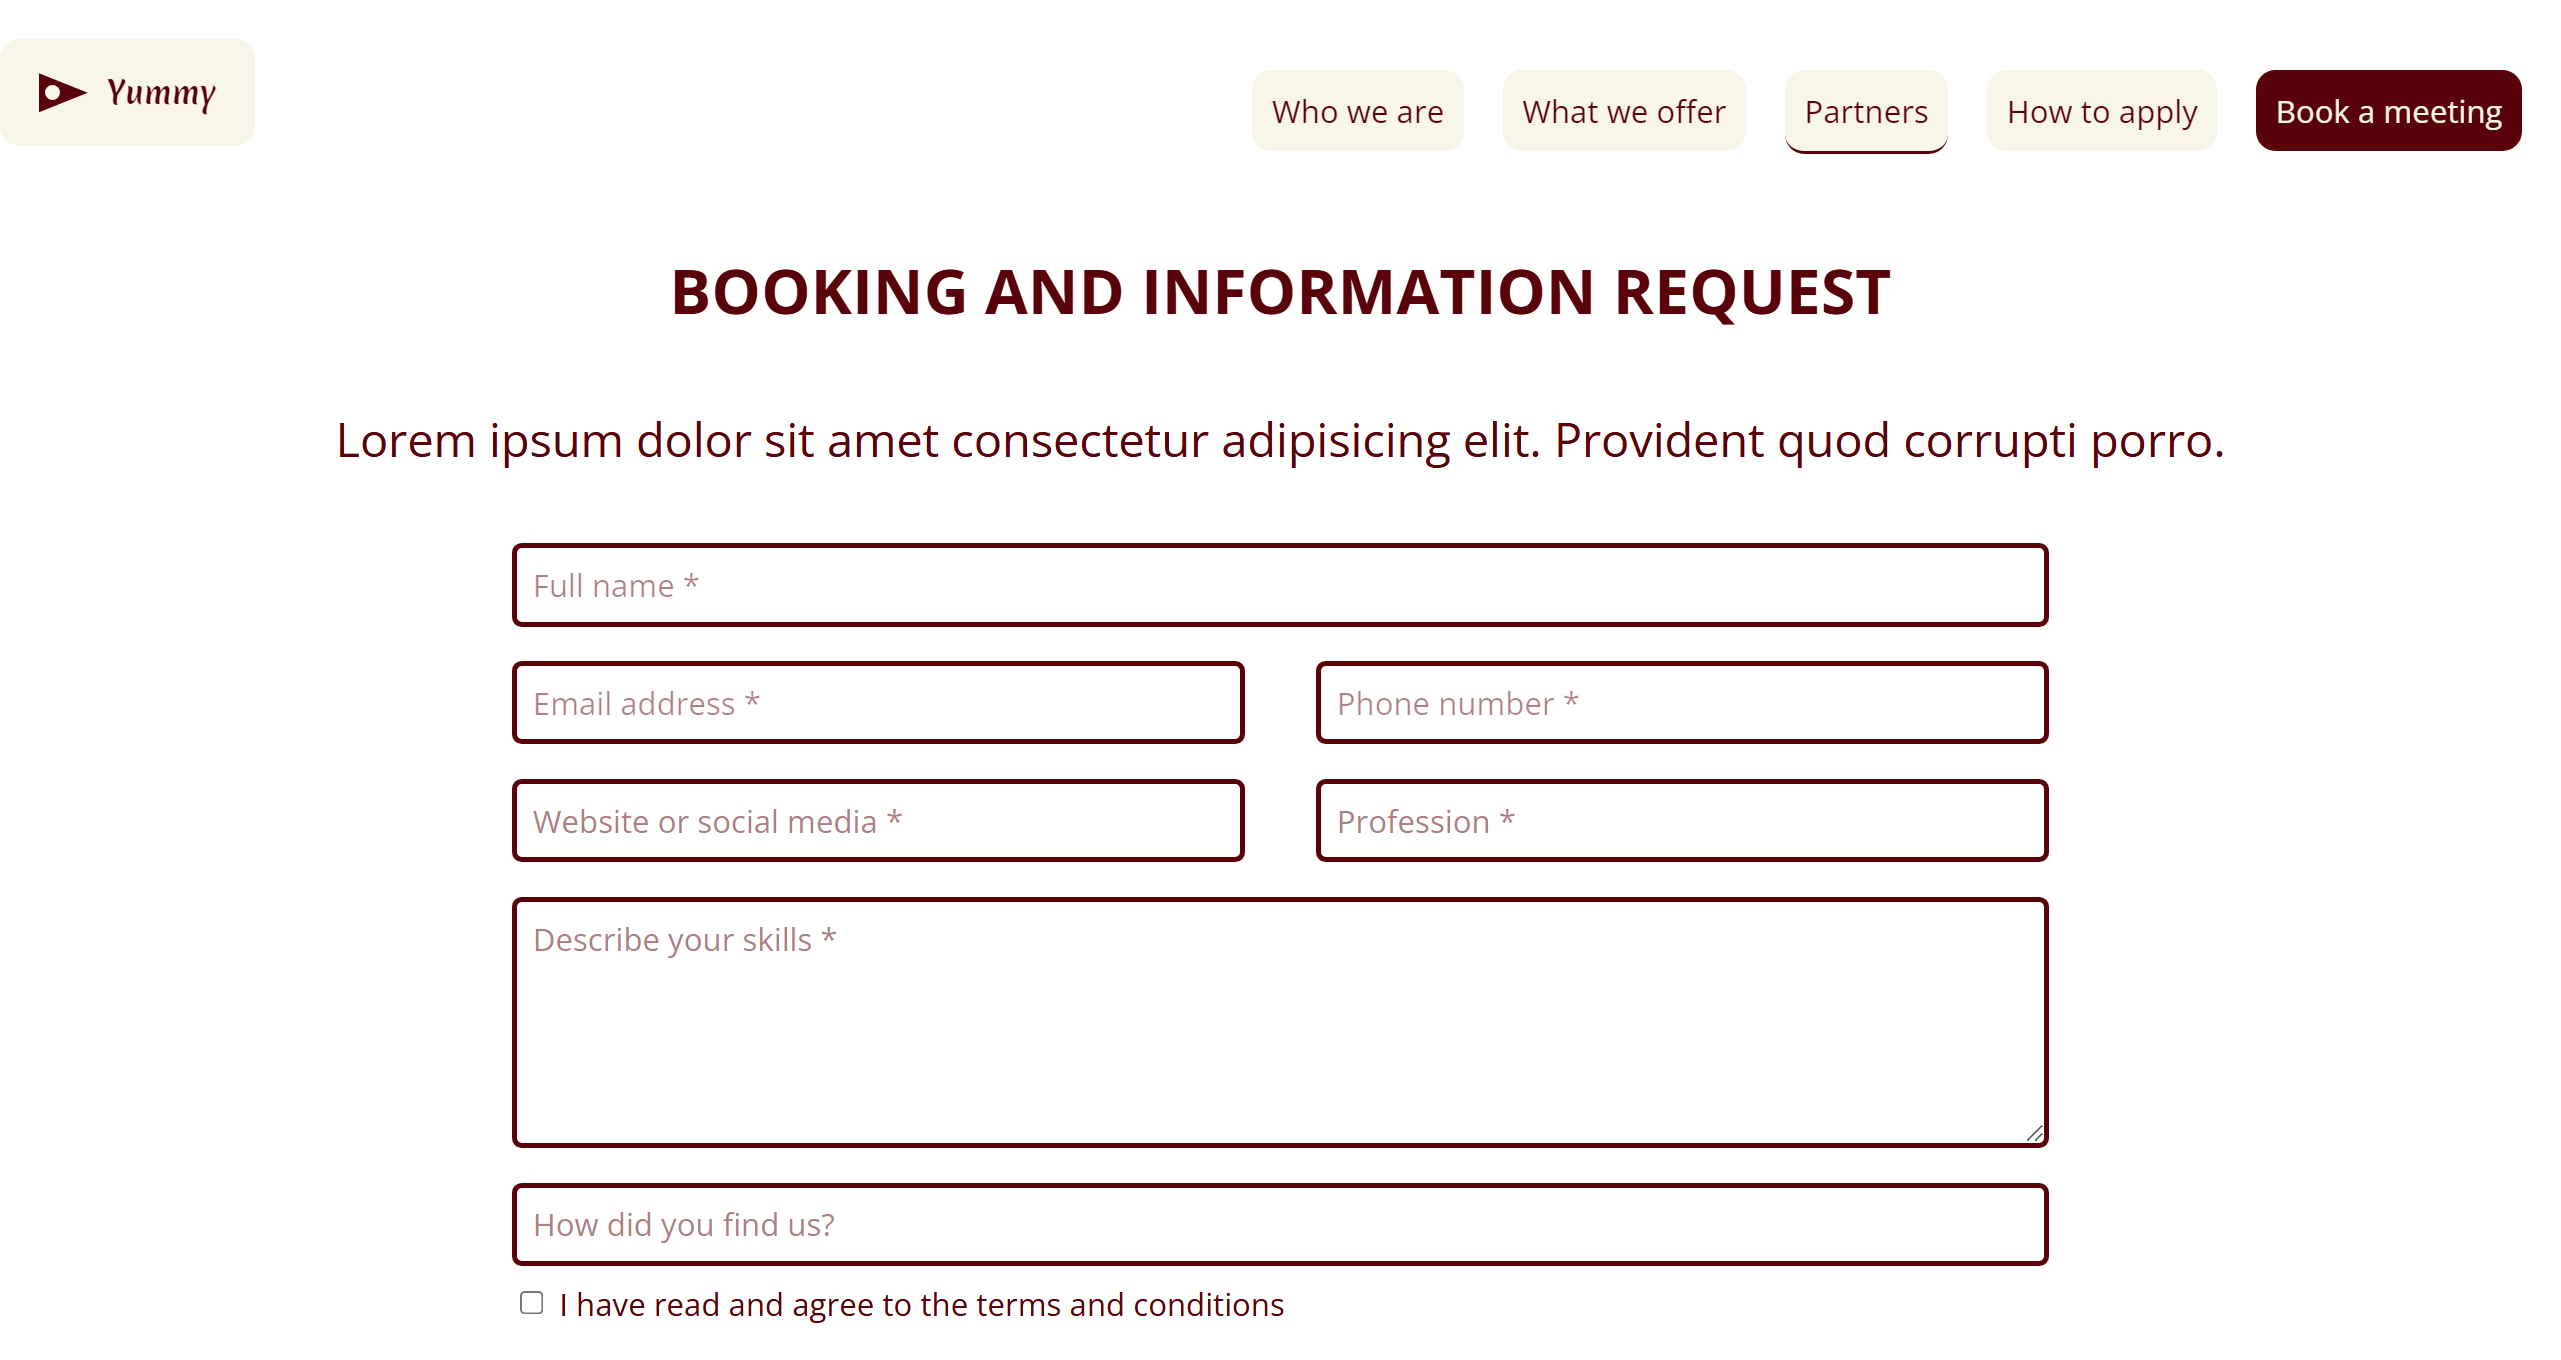 Yummy
Who we are
What we offer
Partners
How to apply
Book a meeting
BOOKING AND INFORMATION REQUEST
Lorem ipsum dolor sit amet consectetur adipisicing elit. Provident quod corrupti porro.
Full name *
Email address *
Phone number *
Website or social media *
Profession *
Describe your skills *
How did you find us?
I have read and agree to the terms and conditions